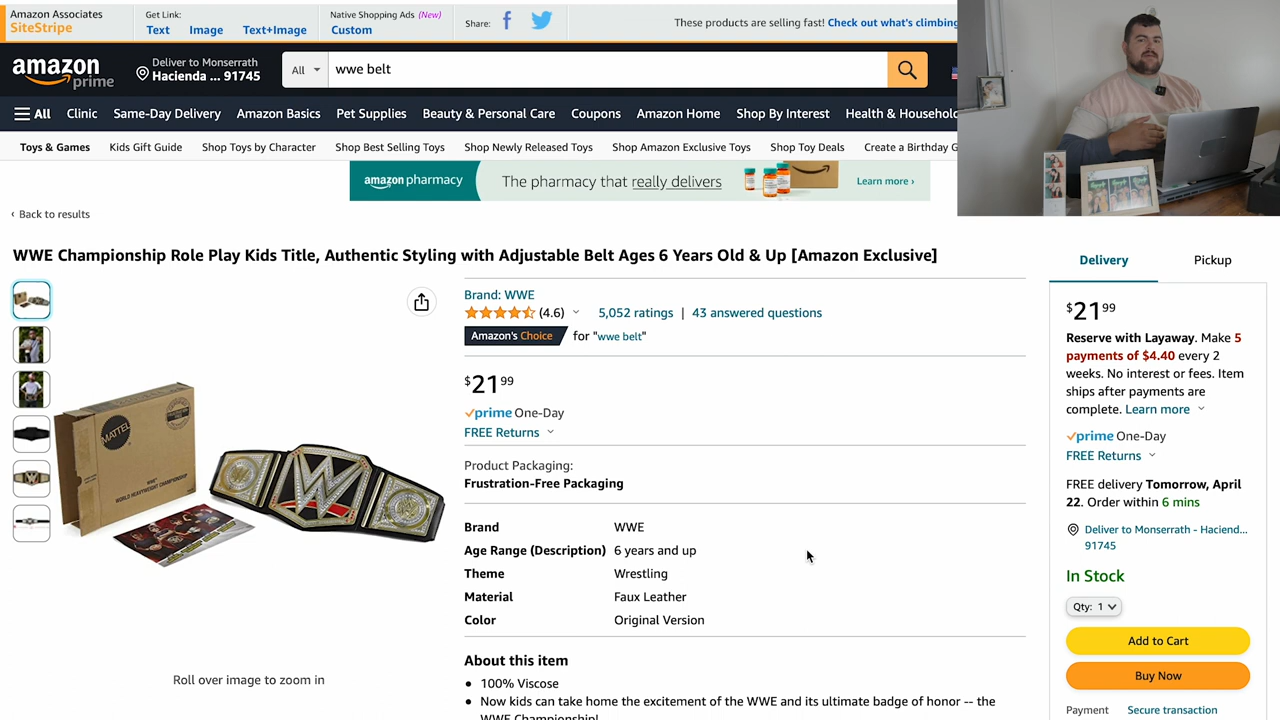 Amazon Associates
SiteStripe
Get Link:
Text Image Text+Image
Native Shopping Ads (New)
Custom
Share:
These products are selling fast! Check out what's climbing
amazon prime
Deliver to Monserrath
Hacienda ... 91745
All
wwe belt
All Clinic Same-Day Delivery Amazon Basics Pet Supplies Beauty & Personal Care Coupons Amazon Home Shop By Interest Health & Household
Toys & Games Kids Gift Guide Shop Toys by Character Shop Best Selling Toys Shop Newly Released Toys Shop Amazon Exclusive Toys Shop Toy Deals Create a Birthday G
amazon pharmacy The pharmacy that really delivers Learn more ›
‹ Back to results
WWE Championship Role Play Kids Title, Authentic Styling with Adjustable Belt Ages 6 Years Old & Up [Amazon Exclusive]
MATTEL
WORLD HEAVYWEIGHT CHAMPIONSHIP
Roll over image to zoom in
Brand: WWE
(4.6) 5,052 ratings | 43 answered questions
Amazon's Choice for "wwe belt"
$21 99
prime One-Day
FREE Returns
Product Packaging:
Frustration-Free Packaging
Brand WWE
Age Range (Description) 6 years and up
Theme Wrestling
Material Faux Leather
Color Original Version
About this item
• 100% Viscose
• Now kids can take home the excitement of the WWE and its ultimate badge of honor -- the
WWE Championship!
Delivery Pickup
$21 99
Reserve with Layaway. Make 5
payments of $4.40 every 2
weeks. No interest or fees. Item
ships after payments are
complete. Learn more
prime One-Day
FREE Returns
FREE delivery Tomorrow, April
22. Order within 6 mins
Deliver to Monserrath - Haciend...
91745
In Stock
Qty: 1
Add to Cart
Buy Now
Payment Secure transaction